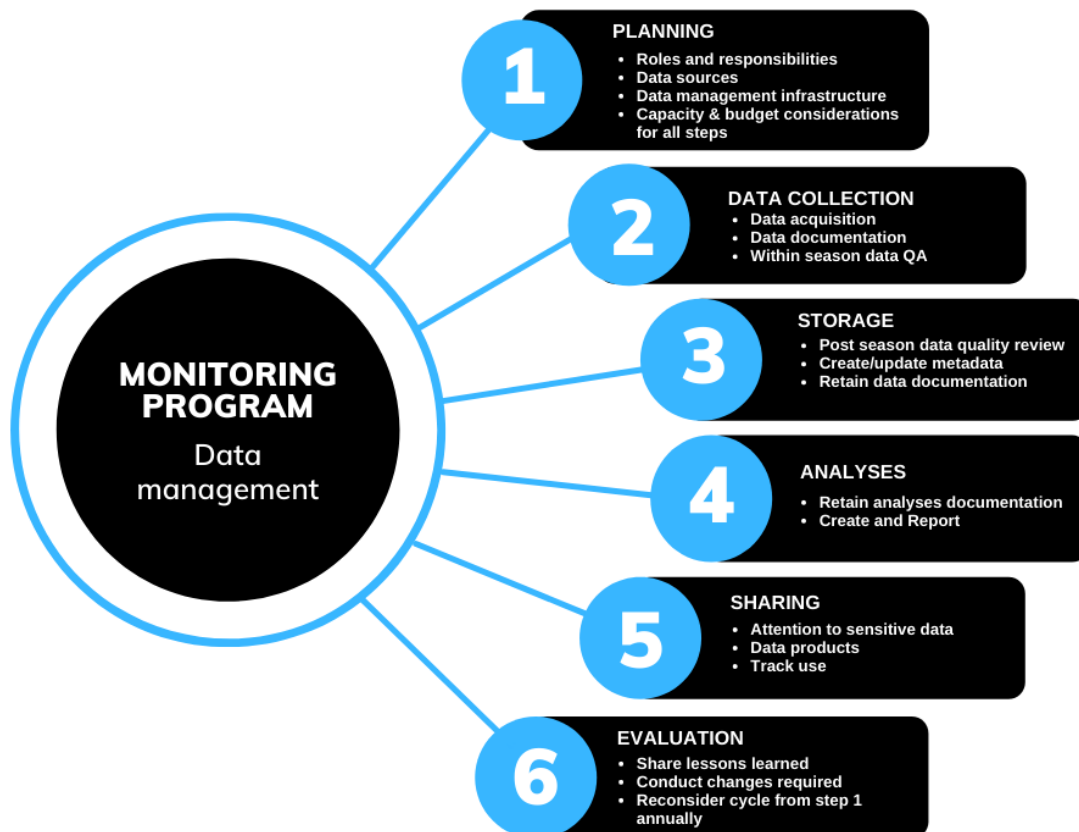 MONITORING
PROGRAM
Data
management
1
PLANNING
• Roles and responsibilities
• Data sources
• Data management infrastructure
• Capacity & budget considerations
for all steps
2
DATA COLLECTION
• Data acquisition
• Data documentation
• Within season data QA
3
STORAGE
• Post season data quality review
• Create/update metadata
• Retain data documentation
4
ANALYSES
• Retain analyses documentation
• Create and Report
5
SHARING
• Attention to sensitive data
• Data products
• Track use
6
EVALUATION
• Share lessons learned
• Conduct changes required
• Reconsider cycle from step 1
annually